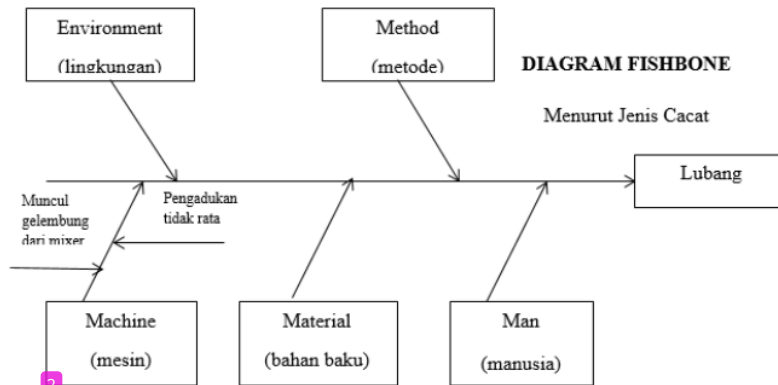 Environment
(lingkungan)
Method
(metode)
DIAGRAM FISHBONE
Menurut Jenis Cacat
Lubang
Muncul
gelembung
dari mixer
Pengadukan
tidak rata
Machine
(mesin)
Material
(bahan baku)
Man
(manusia)